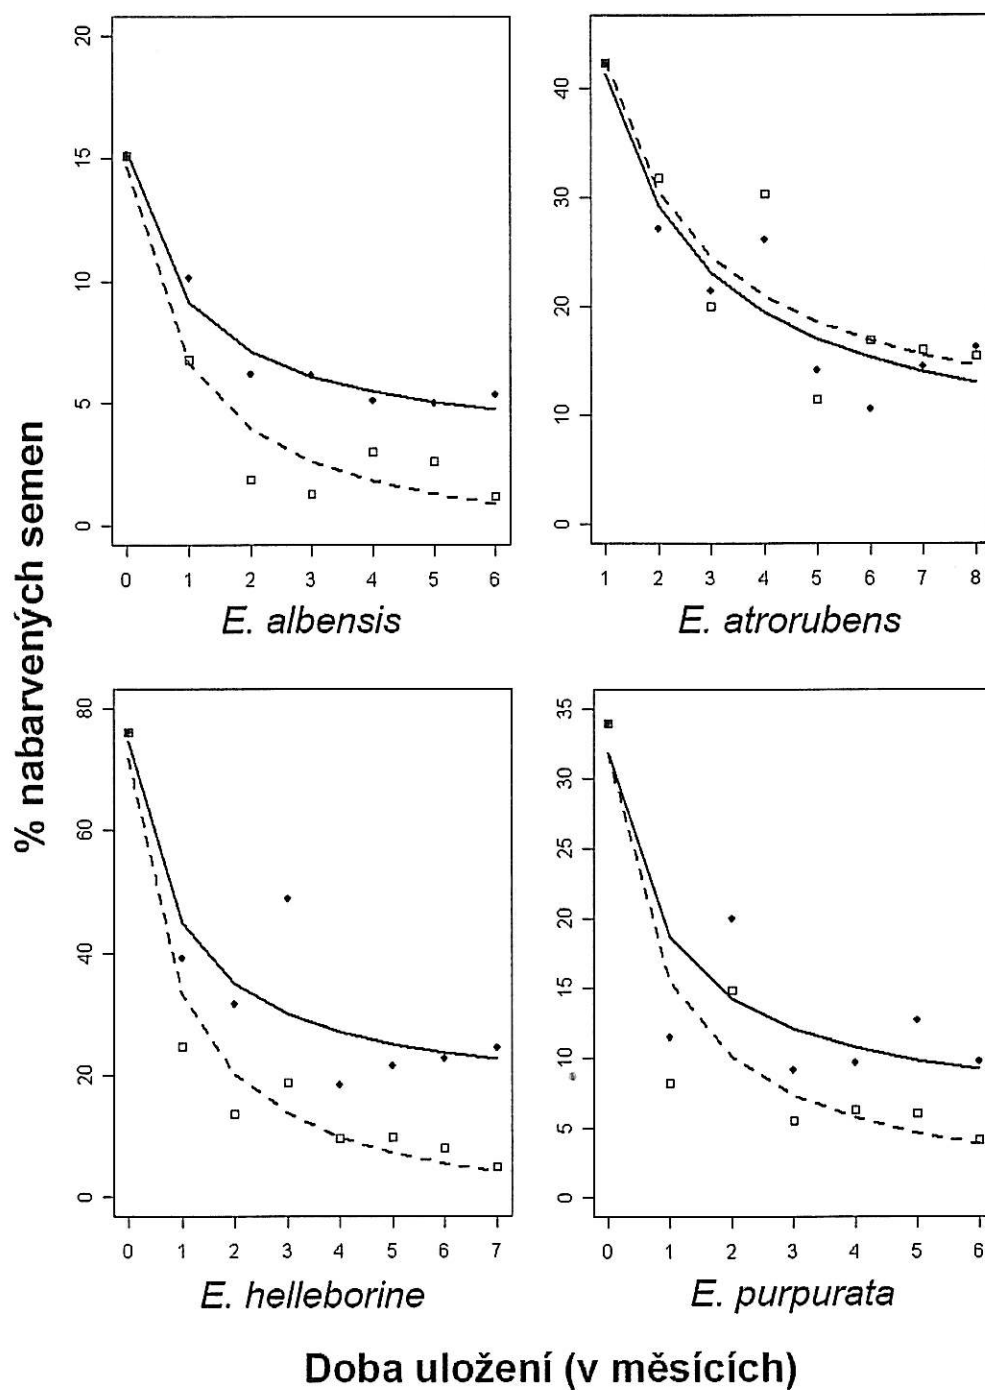 % nabarvených semen
20
15
10
5
0
0 1 2 3 4 5 6
E. albensis
40
30
20
10
0
1 2 3 4 5 6 7 8
E. atrorubens
80
60
40
20
0
0 1 2 3 4 5 6 7
E. helleborine
35
30
25
20
15
10
5
0
0 1 2 3 4 5 6
E. purpurata
Doba uložení (v měsících)